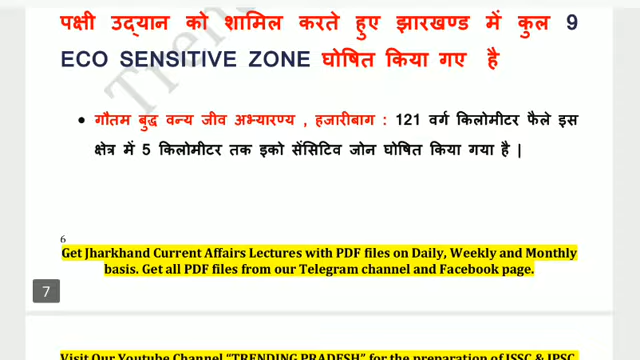 पक्षी उद्यान को शामिल करते हुए झारखण्ड में कुल 9
ECO SENSITIVE ZONE घोषित किया गए है
• गौतम बुद्ध वन्य जीव अभ्यारण्य , हजारीबाग : 121 वर्ग किलोमीटर फैले इस
क्षेत्र में 5 किलोमीटर तक इको सेंसिटिव जोन घोषित किया गया है |
6
Get Jharkhand Current Affairs Lectures with PDF files on Daily, Weekly and Monthly
basis. Get all PDF files from our Telegram channel and Facebook page.
7
Visit Our Youtube Channel “TRENDING PRADESH” for the preparation of JSSC & JPSC